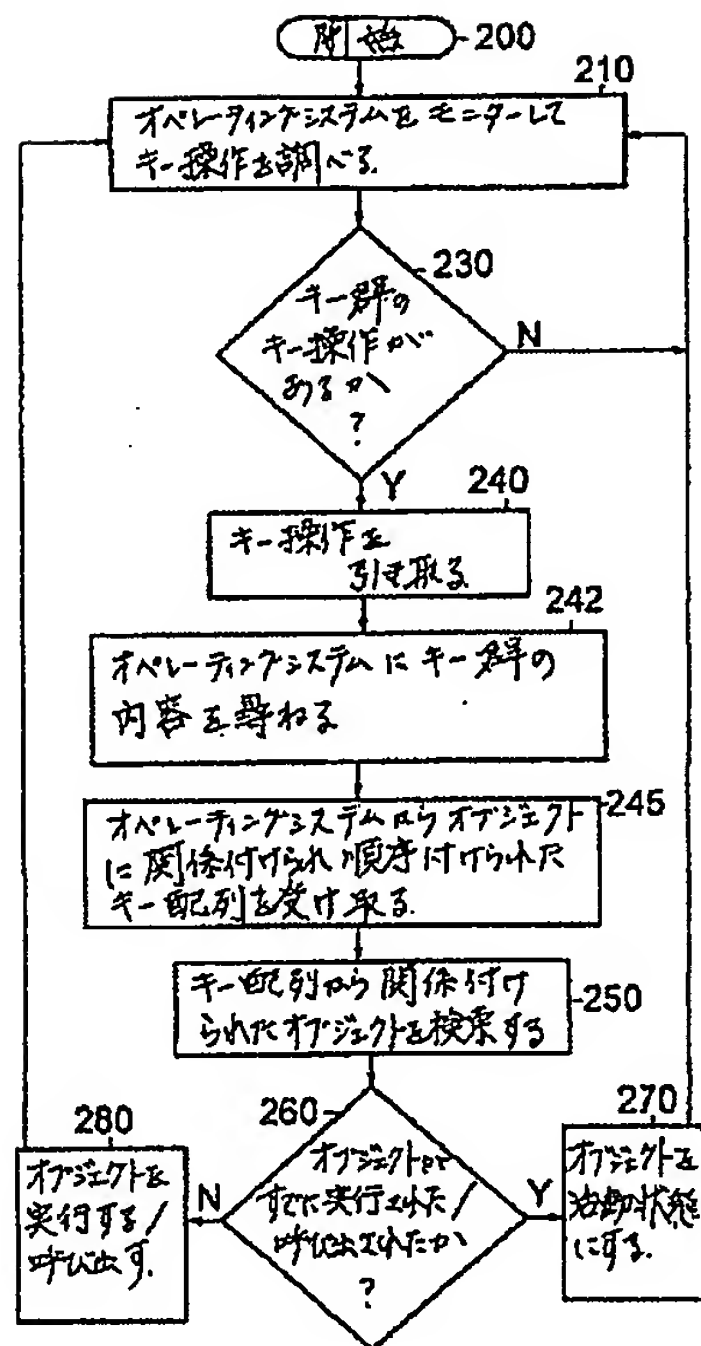 開始
200
210
オペレーティングシステムをモニターして
キー操作を調べる.
230
キー群の
キー操作が
あるか
?
N
Y
240
キー操作を
引き取る.
242
オペレーティングシステムにキー群の
内容を尋ねる
245
オペレーティングシステムからオブジェクト
に関係付けられ順序付けられた
キー配列を受け取る.
キー配列から関係付け
られたオブジェクトを検索する
250
260
オブジェクトが
すでに実行された/
呼び出されたか
?
N
Y
280
オブジェクトを
実行する/
呼び出す.
270
オブジェクトを
活動状態
にする.